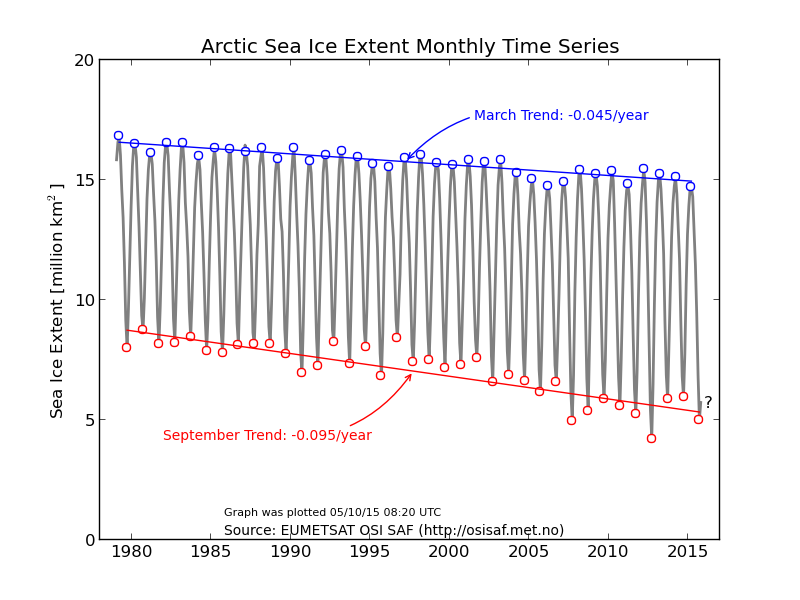 Arctic Sea Ice Extent Monthly Time Series
20
March Trend: -0.045/year
15
Sea Ice Extent [million km² ]
10
5
?
September Trend: -0.095/year
Graph was plotted 05/10/15 08:20 UTC
Source: EUMETSAT OSI SAF (http://osisaf.met.no)
0
1980 1985 1990 1995 2000 2005 2010 2015